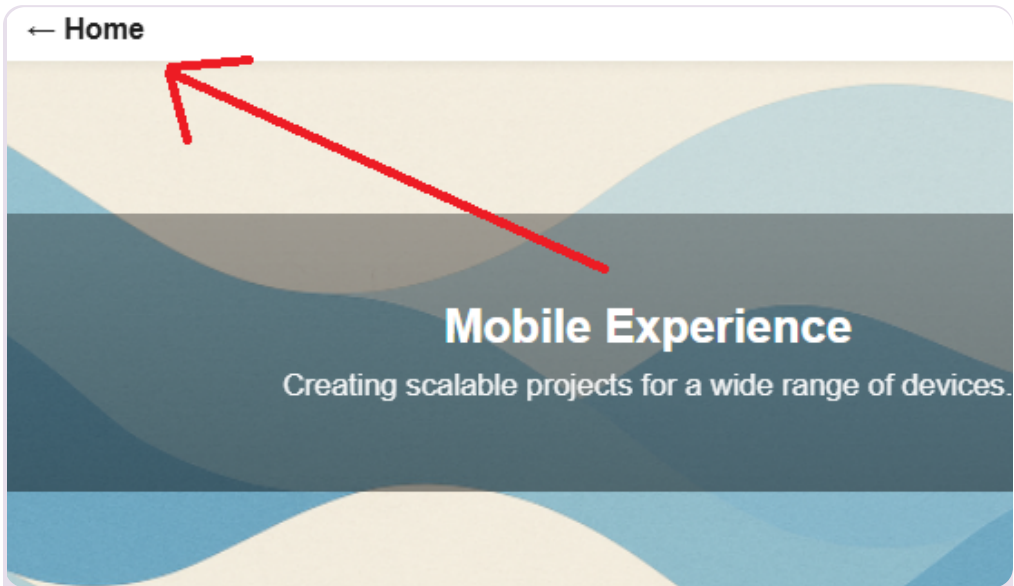 ← Home
Mobile Experience
Creating scalable projects for a wide range of devices.